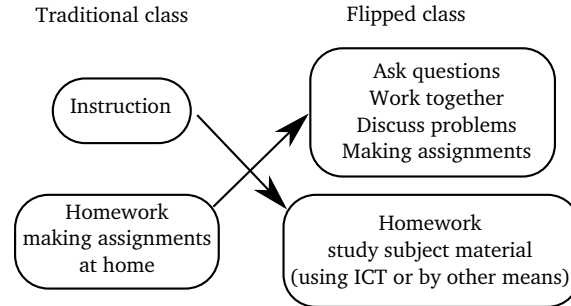 Traditional class
Flipped class
Instruction
Ask questions
Work together
Discuss problems
Making assignments
Homework
making assignments
at home
Homework
study subject material
(using ICT or by other means)